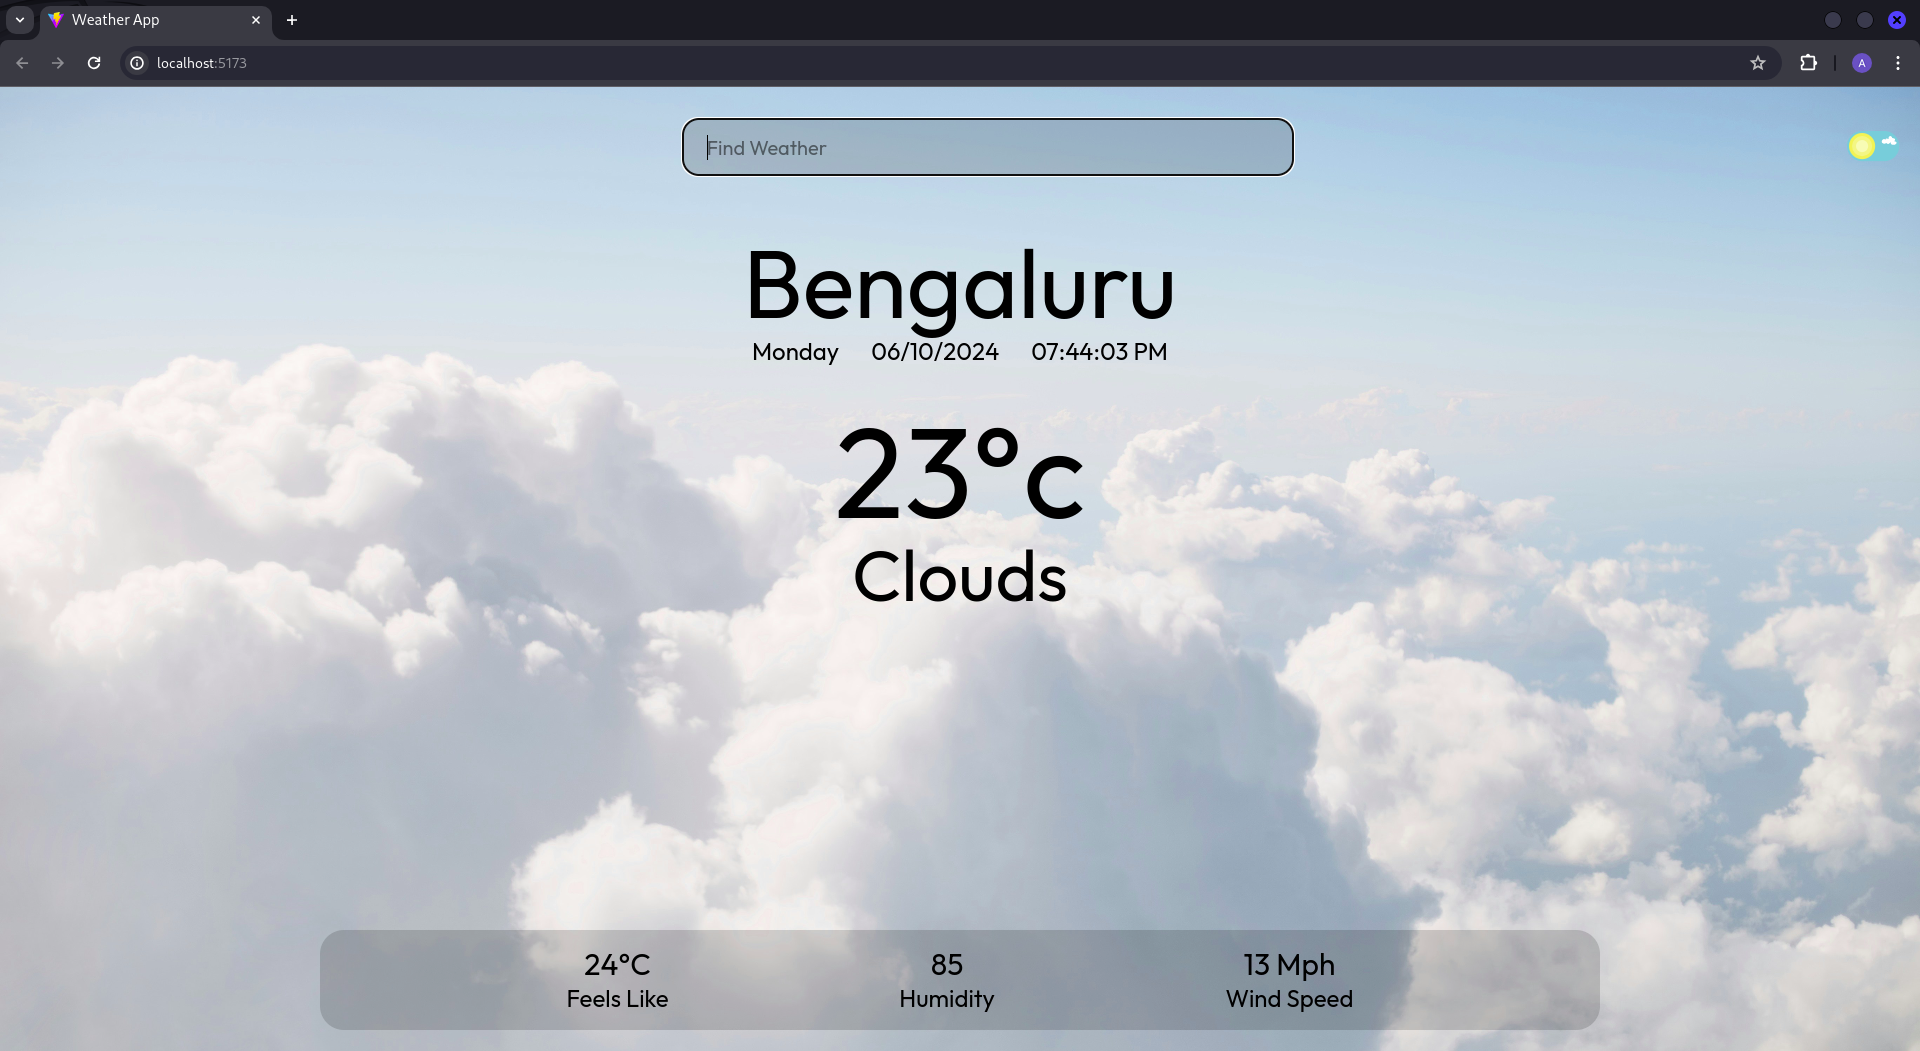 Weather App
localhost:5173
A
Find Weather
Bengaluru
Monday 06/10/2024 07:44:03 PM
23°c
Clouds
24°C 85 13 Mph
Feels Like Humidity Wind Speed